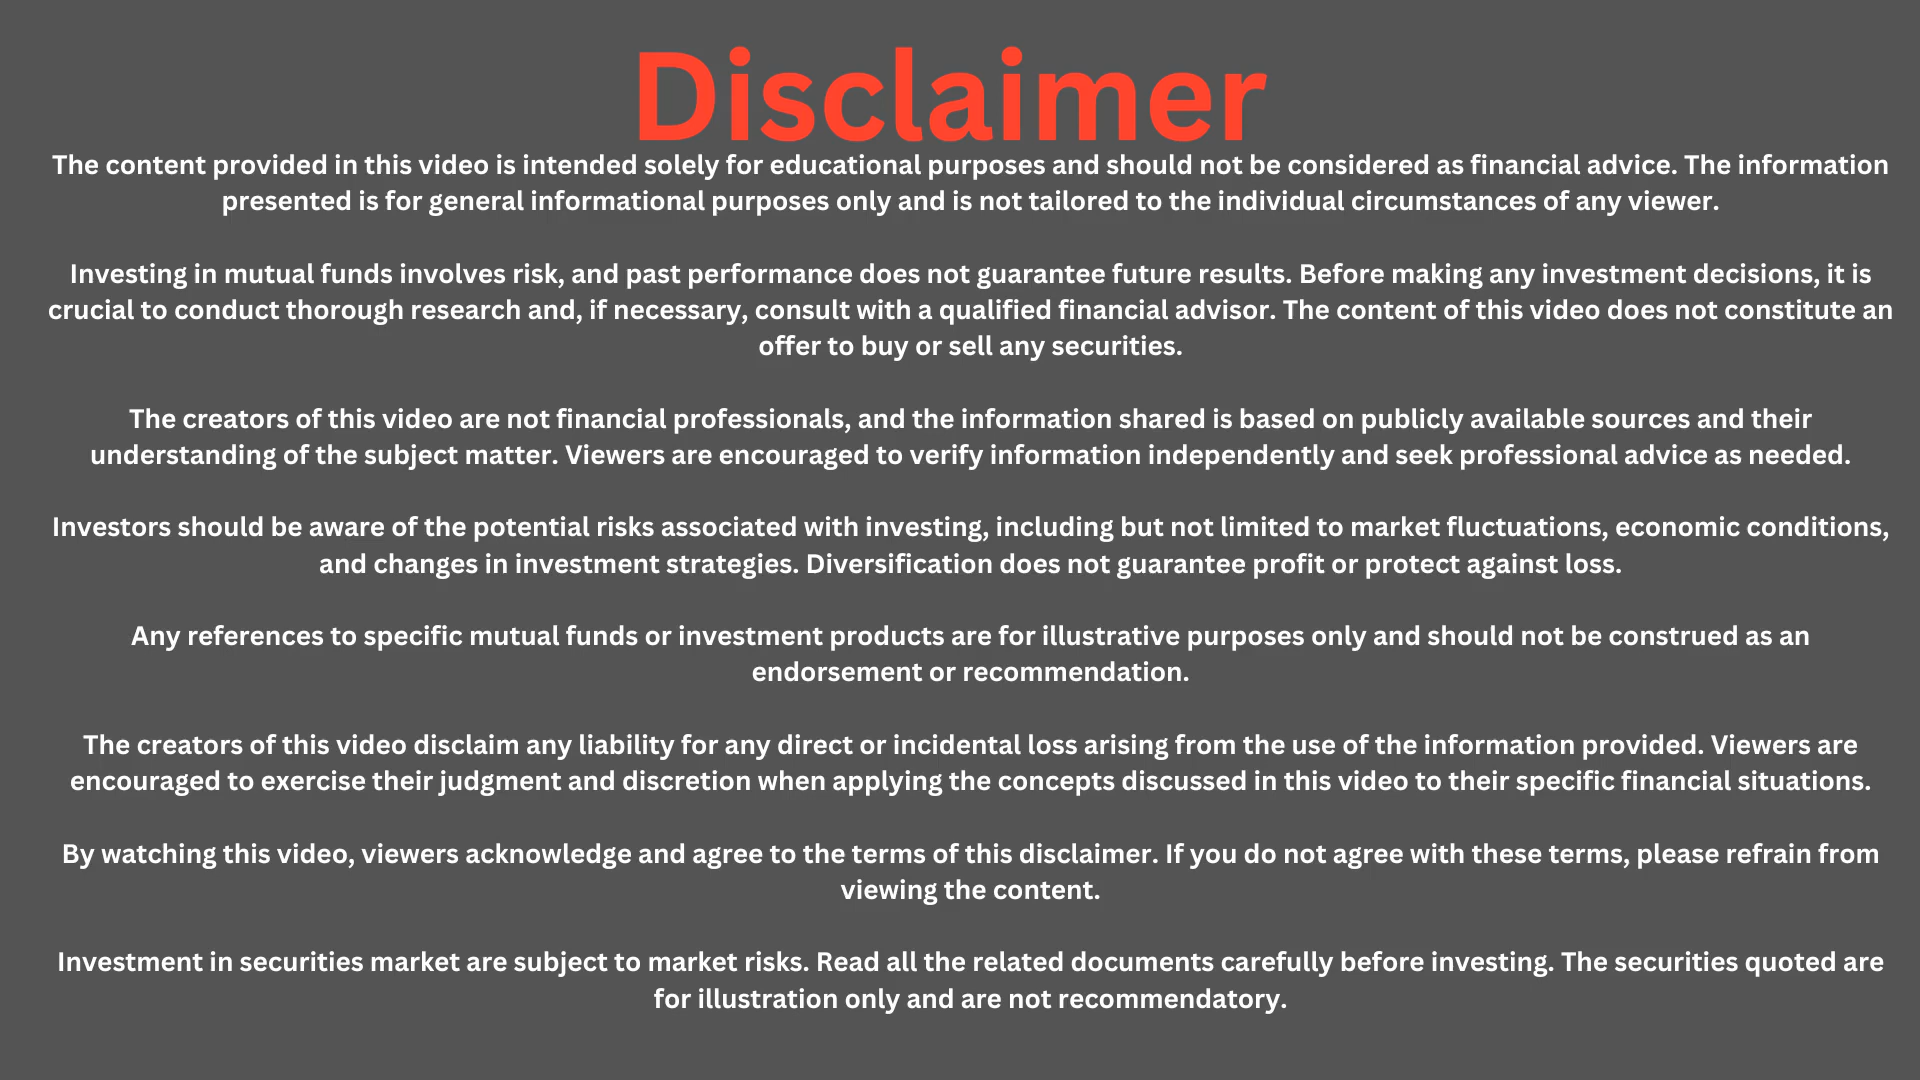 Disclaimer
The content provided in this video is intended solely for educational purposes and should not be considered as financial advice. The information
presented is for general informational purposes only and is not tailored to the individual circumstances of any viewer.
Investing in mutual funds involves risk, and past performance does not guarantee future results. Before making any investment decisions, it is
crucial to conduct thorough research and, if necessary, consult with a qualified financial advisor. The content of this video does not constitute an
offer to buy or sell any securities.
The creators of this video are not financial professionals, and the information shared is based on publicly available sources and their
understanding of the subject matter. Viewers are encouraged to verify information independently and seek professional advice as needed.
Investors should be aware of the potential risks associated with investing, including but not limited to market fluctuations, economic conditions,
and changes in investment strategies. Diversification does not guarantee profit or protect against loss.
Any references to specific mutual funds or investment products are for illustrative purposes only and should not be construed as an
endorsement or recommendation.
The creators of this video disclaim any liability for any direct or incidental loss arising from the use of the information provided. Viewers are
encouraged to exercise their judgment and discretion when applying the concepts discussed in this video to their specific financial situations.
By watching this video, viewers acknowledge and agree to the terms of this disclaimer. If you do not agree with these terms, please refrain from
viewing the content.
Investment in securities market are subject to market risks. Read all the related documents carefully before investing. The securities quoted are
for illustration only and are not recommendatory.